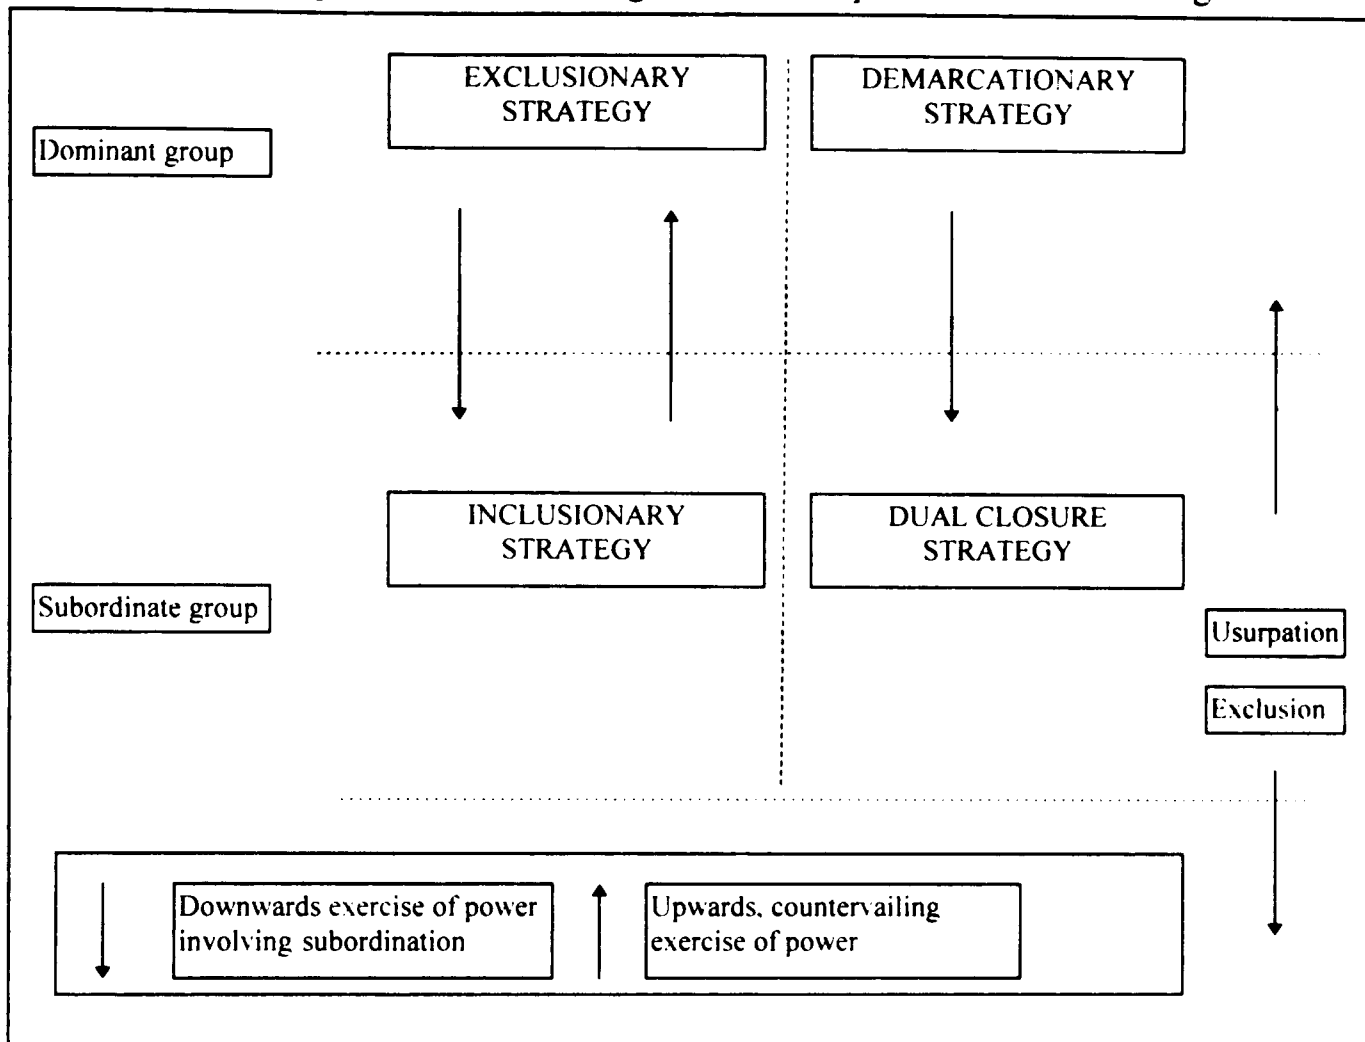 EXCLUSIONARY
STRATEGY
DEMARCATIONARY
STRATEGY
Dominant group
INCLUSIONARY
STRATEGY
DUAL CLOSURE
STRATEGY
Subordinate group
Usurpation
Exclusion
Downwards exercise of power
involving subordination
Upwards, countervailing
exercise of power